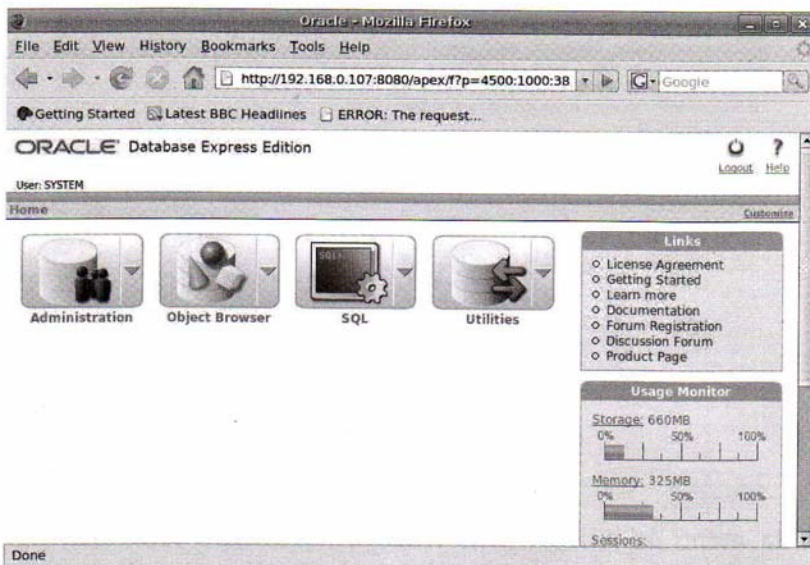 Oracle - Mozilla Firefox
File Edit View History Bookmarks Tools Help
http://192.168.0.107:8080/apex/f?p=4500:1000:38
G Google
Getting Started Latest BBC Headlines ERROR: The request...
ORACLE Database Express Edition
Logout Help
User: SYSTEM
Home
Customize
SQL>
Administration
Object Browser
SQL
Utilities
Links
License Agreement
Getting Started
Learn more
Documentation
Forum Registration
Discussion Forum
Product Page
Usage Monitor
Storage: 660MB
0% 50% 100%
Memory: 325MB
0% 50% 100%
Sessions:
Done